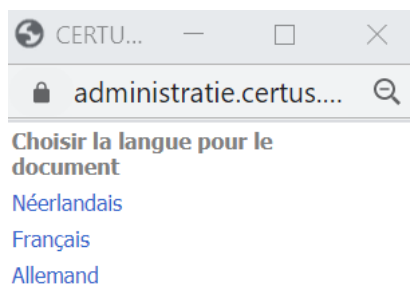 CERTU...
administratie.certus....
Choisir la langue pour le
document
Néerlandais
Français
Allemand